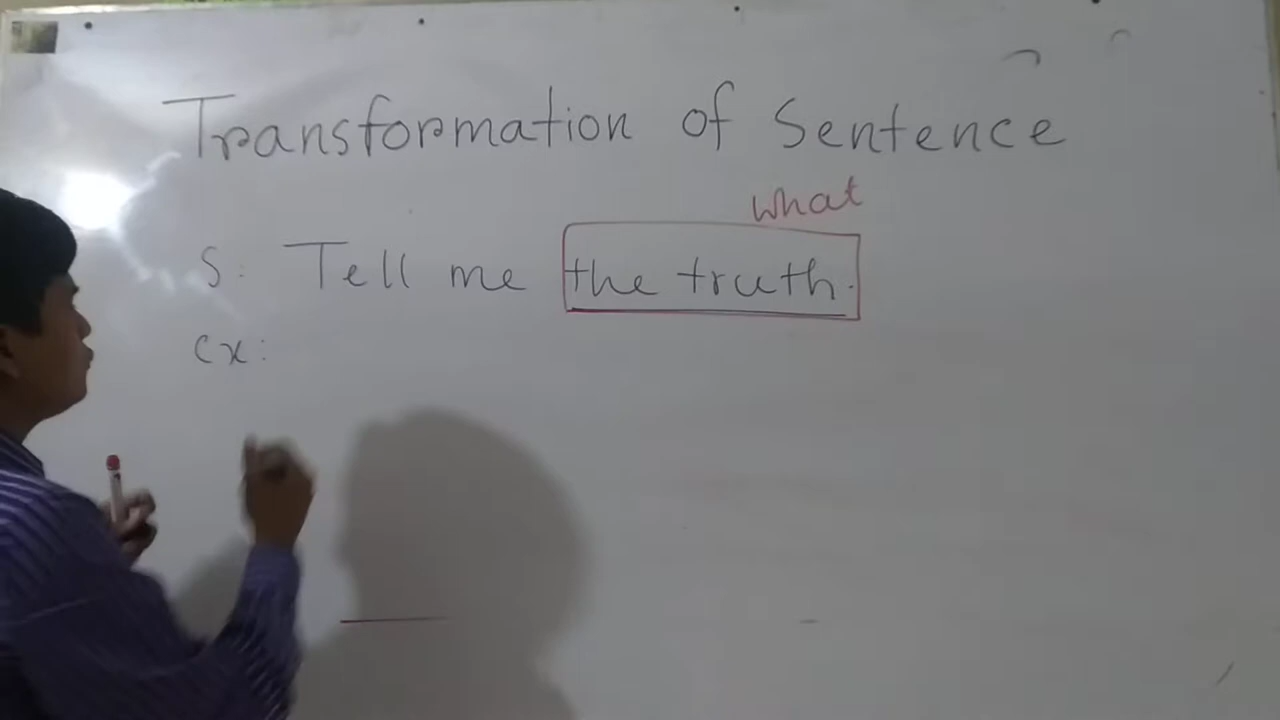 Transformation of Sentence
what
S: Tell me the truth.
Cx: